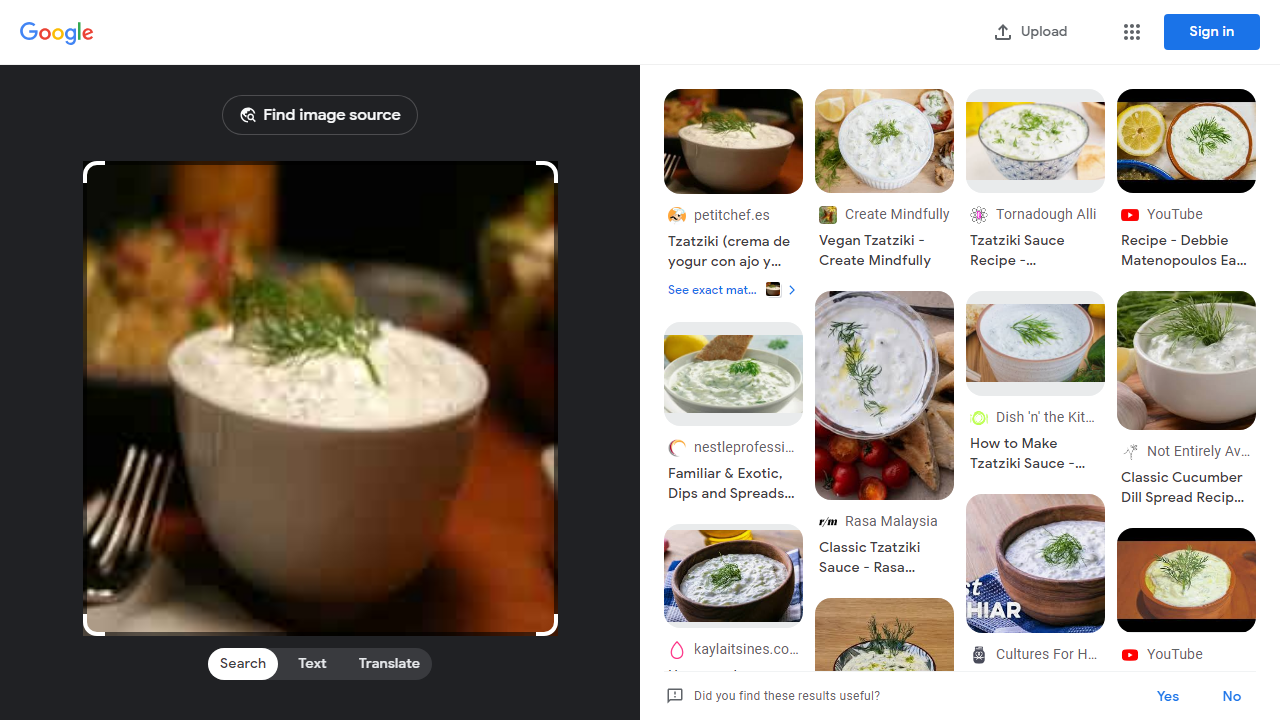 Google
Upload
Sign in
Find image source
Search
Text
Translate
petitchef.es
Tzatziki (crema de
yogur con ajo y...
See exact mat...
nestleprofessi...
Familiar & Exotic,
Dips and Spreads...
kaylaitsines.co...
Create Mindfully
Vegan Tzatziki -
Create Mindfully
r/m Rasa Malaysia
Classic Tzatziki
Sauce - Rasa...
Tornadough Alli
Tzatziki Sauce
Recipe -...
Dish 'n' the Kit...
How to Make
Tzatziki Sauce -...
HIAR
Cultures For H...
YouTube
Recipe - Debbie
Matenopoulos Ea...
Not Entirely Av...
Classic Cucumber
Dill Spread Recip...
YouTube
Did you find these results useful?
Yes
No